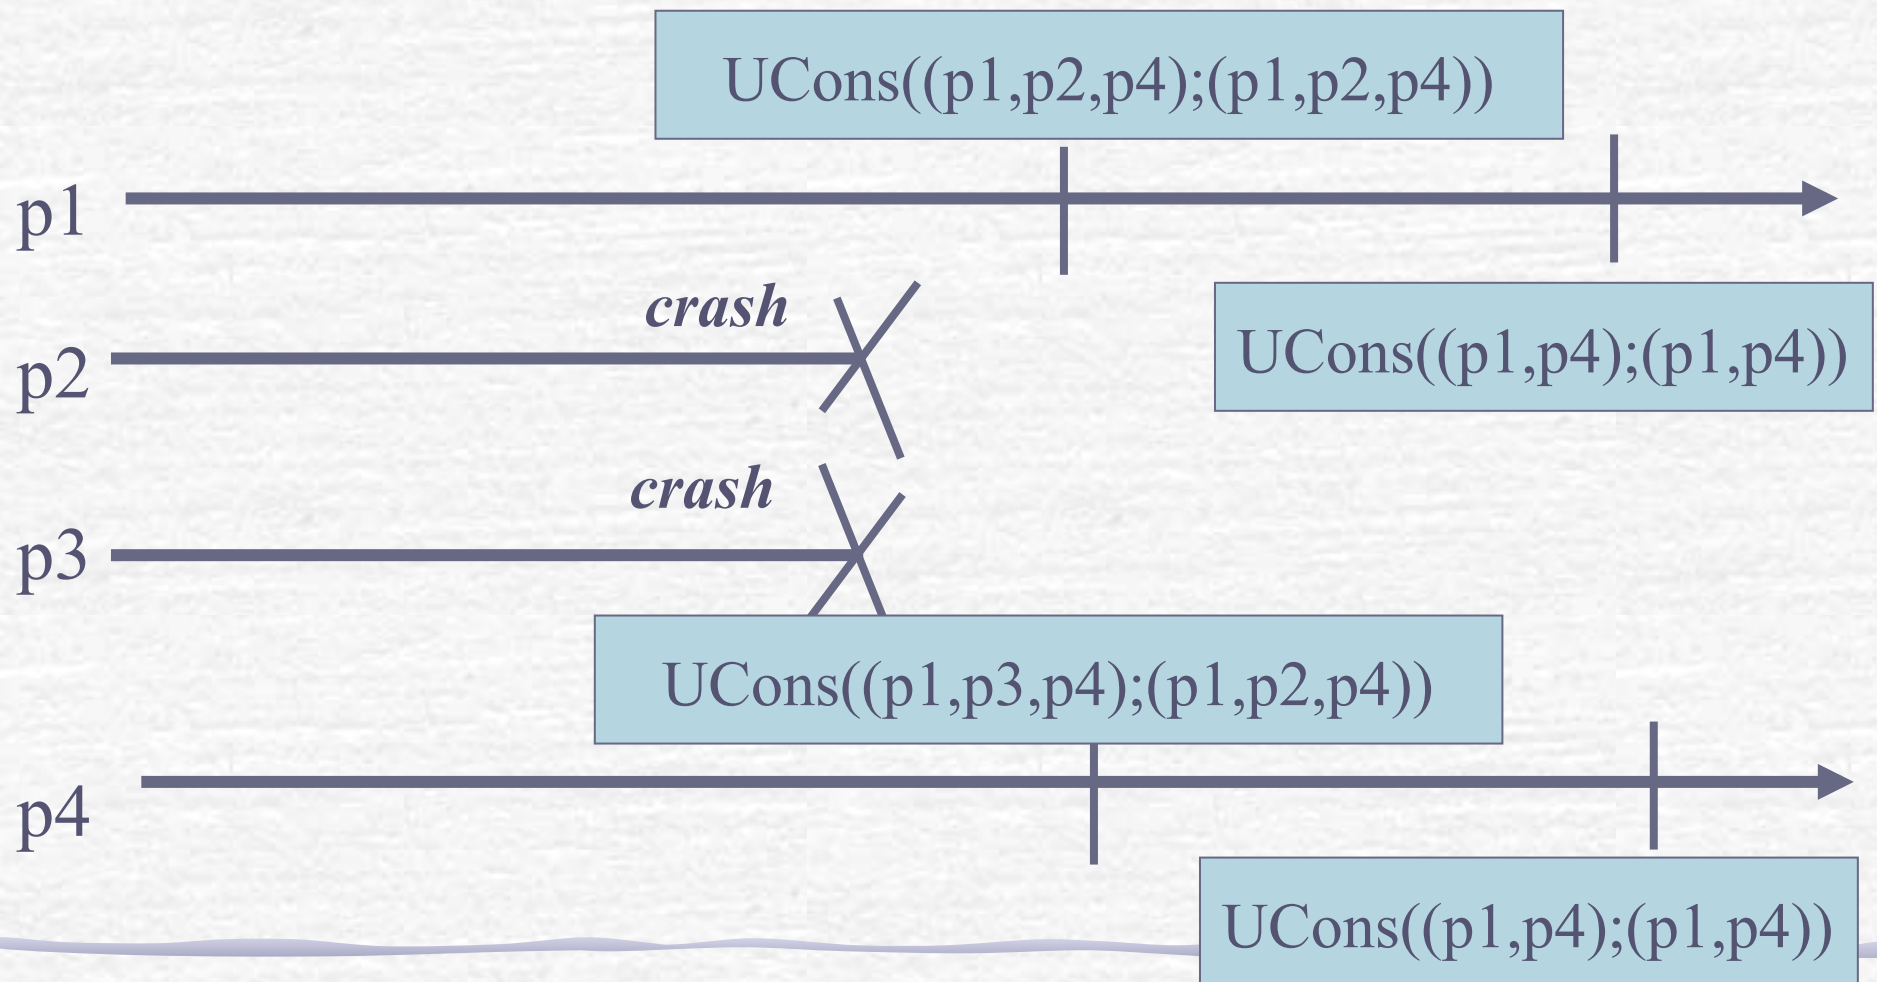 UCons((p1,p2,p4);(p1,p2,p4))
p1
crash
p2
UCons((p1,p4);(p1,p4))
crash
p3
UCons((p1,p3,p4);(p1,p2,p4))
p4
UCons((p1,p4);(p1,p4))